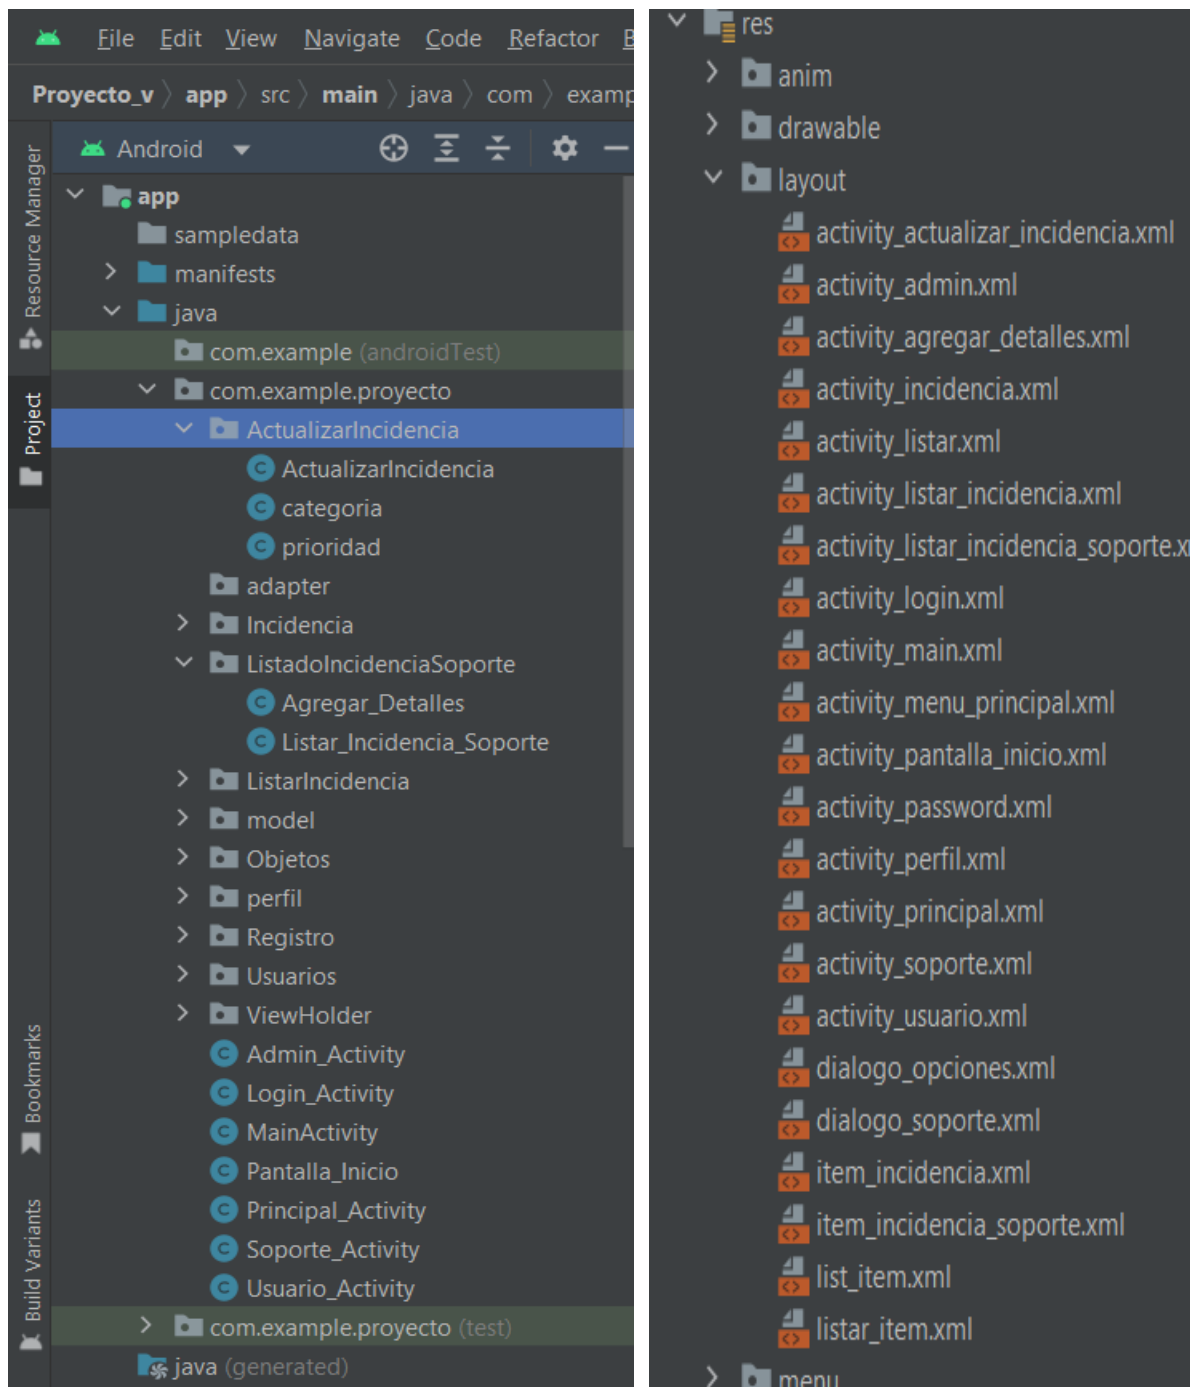 File Edit View Navigate Code Refactor B
Proyecto_v app src main java com examp
Resource Manager
Project
Bookmarks
Build Variants
Android
app
sampledata
manifests
java
com.example (androidTest)
com.example.proyecto
ActualizarIncidencia
ActualizarIncidencia
categoria
prioridad
adapter
Incidencia
ListadoIncidenciaSoporte
Agregar_Detalles
Listar_Incidencia_Soporte
ListarIncidencia
model
Objetos
perfil
Registro
Usuarios
ViewHolder
Admin_Activity
Login_Activity
MainActivity
Pantalla_Inicio
Principal_Activity
Soporte_Activity
Usuario_Activity
com.example.proyecto (test)
java (generated)
res
anim
drawable
layout
activity_actualizar_incidencia.xml
activity_admin.xml
activity_agregar_detalles.xml
activity_incidencia.xml
activity_listar.xml
activity_listar_incidencia.xml
activity_listar_incidencia_soporte.x
activity_login.xml
activity_main.xml
activity_menu_principal.xml
activity_pantalla_inicio.xml
activity_password.xml
activity_perfil.xml
activity_principal.xml
activity_soporte.xml
activity_usuario.xml
dialogo_opciones.xml
dialogo_soporte.xml
item_incidencia.xml
item_incidencia_soporte.xml
list_item.xml
listar_item.xml
menu